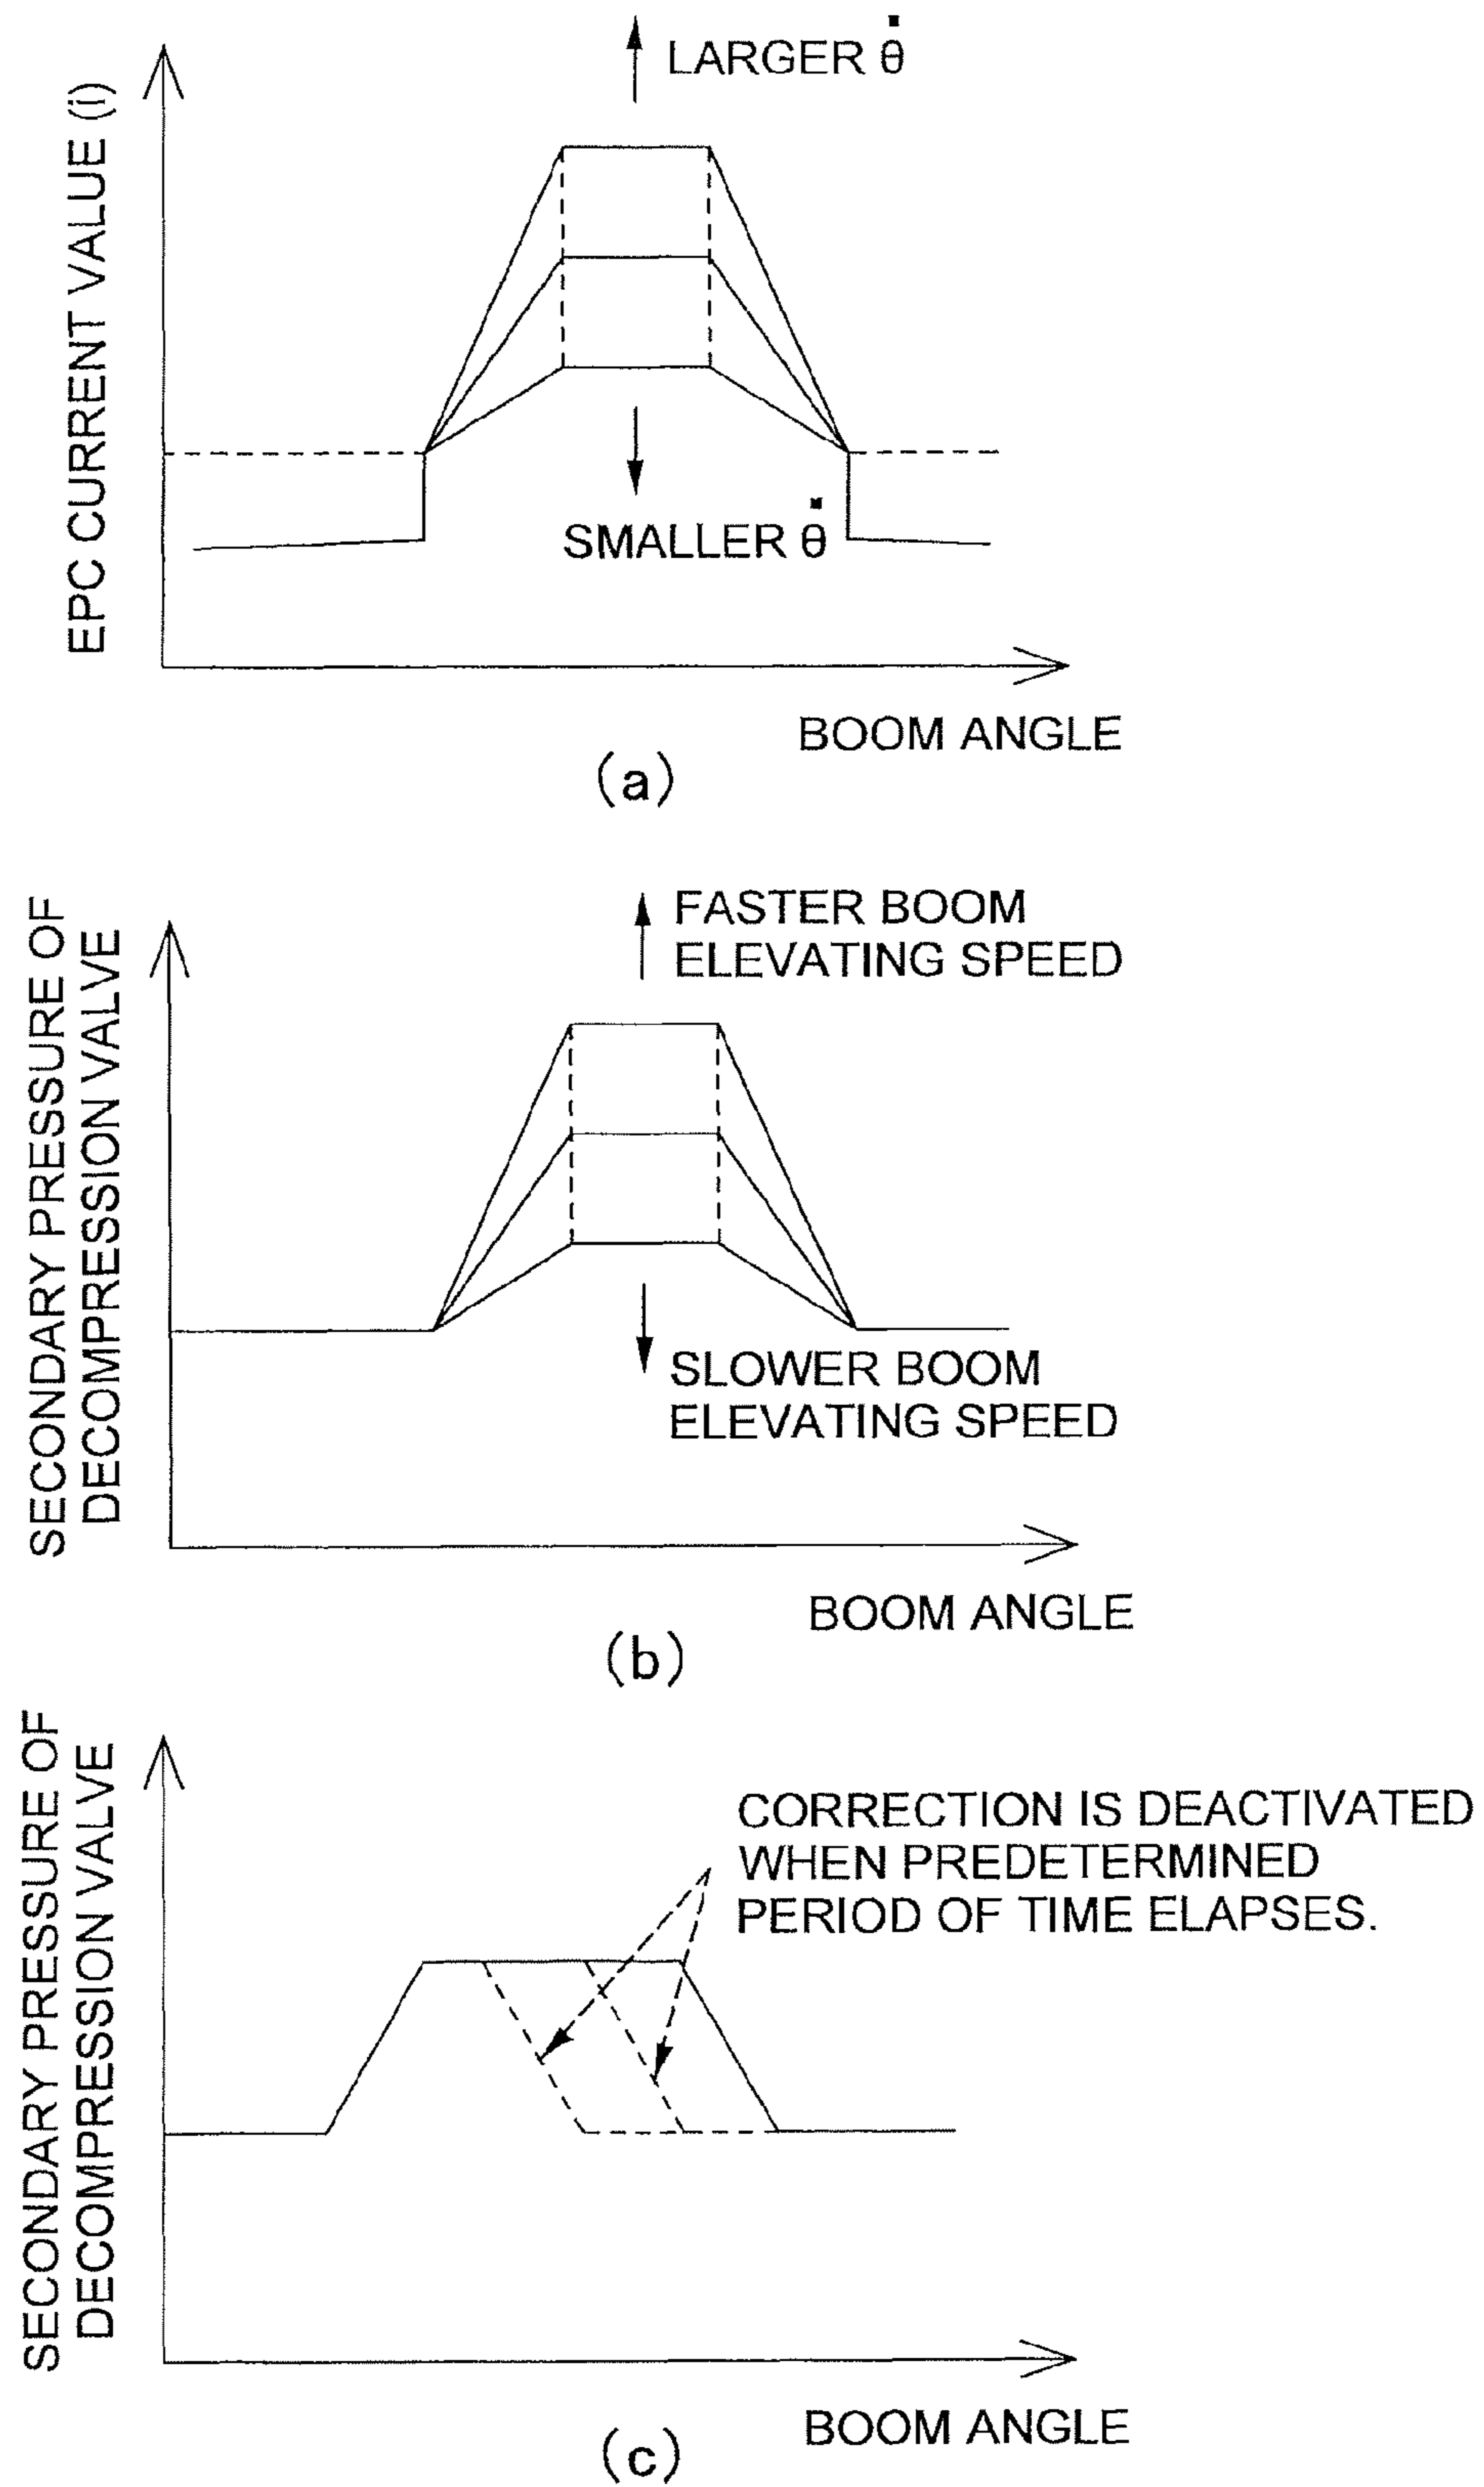 LARGER θ̇
EPC CURRENT VALUE (i)
SMALLER θ̇
BOOM ANGLE
(a)
FASTER BOOM
ELEVATING SPEED
SECONDARY PRESSURE OF
DECOMPRESSION VALVE
SLOWER BOOM
ELEVATING SPEED
BOOM ANGLE
(b)
SECONDARY PRESSURE OF
DECOMPRESSION VALVE
CORRECTION IS DEACTIVATED
WHEN PREDETERMINED
PERIOD OF TIME ELAPSES.
BOOM ANGLE
(c)